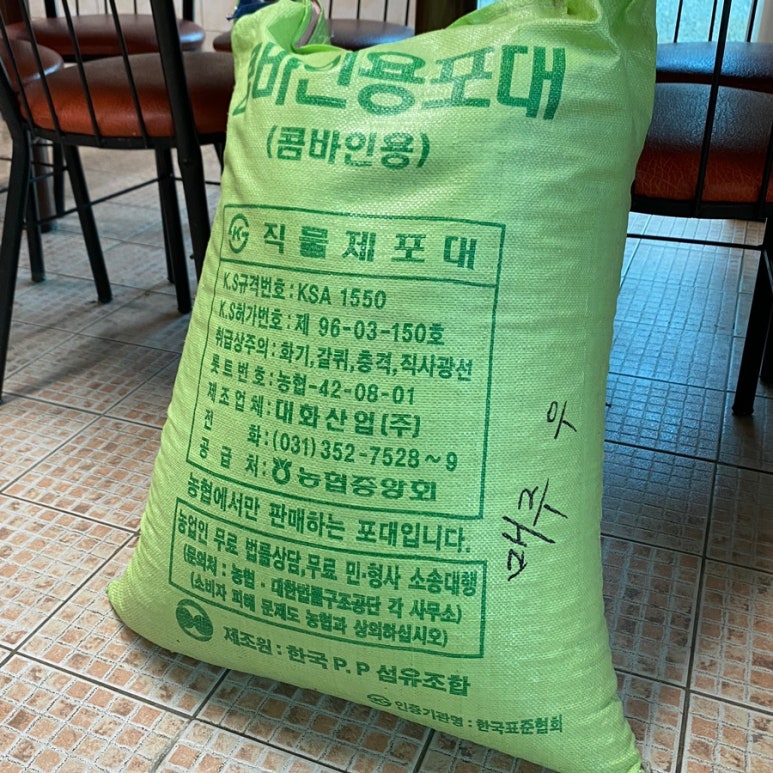 콤바인용포대
(콤바인용)
직물제포대
K.S규격번호 : KSA 1550
K.S허가번호 : 제 96-03-150호
취급상주의 : 화기,갈퀴,충격,직사광선
롯트번호 : 농협-42-08-01
제조업체 : 대화산업(주)
전 화 : (031)352-7528~9
공급처 : 농협중앙회
농협에서만 판매하는 포대입니다.
농업인 무료 법률상담,무료 민·형사 소송대행
(문의처 : 농협·대한법률구조공단 각 사무소)
(소비자 피해 문제도 농협과 상의하십시오)
제조원 : 한국 P.P 섬유조합
인증기관명 : 한국표준협회
매주
우